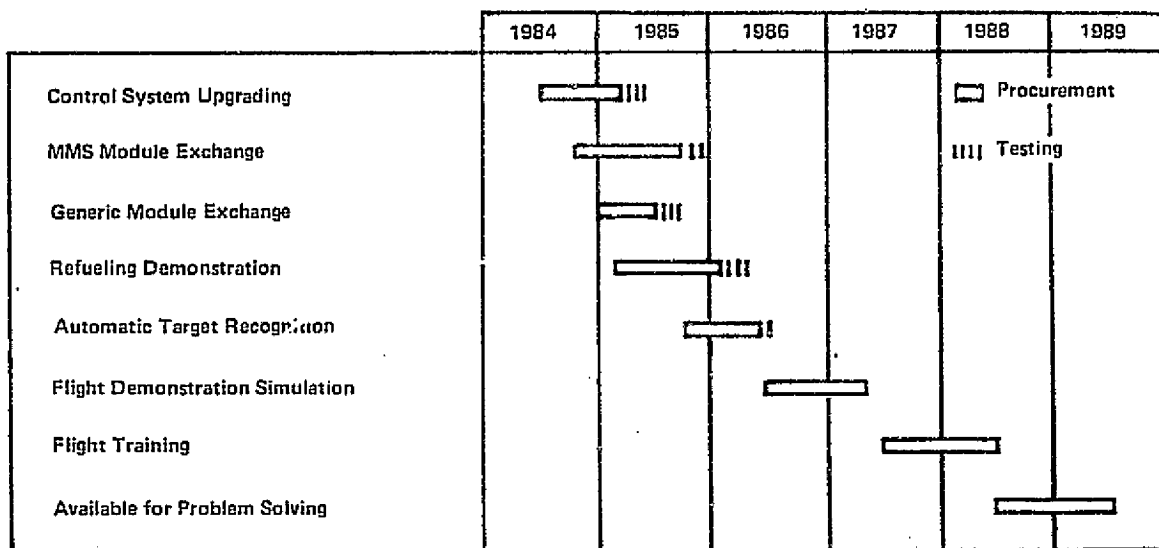 1984 1985 1986 1987 1988 1989
Control System Upgrading
Procurement
MMS Module Exchange
Testing
Generic Module Exchange
Refueling Demonstration
Automatic Target Recognition
Flight Demonstration Simulation
Flight Training
Available for Problem Solving